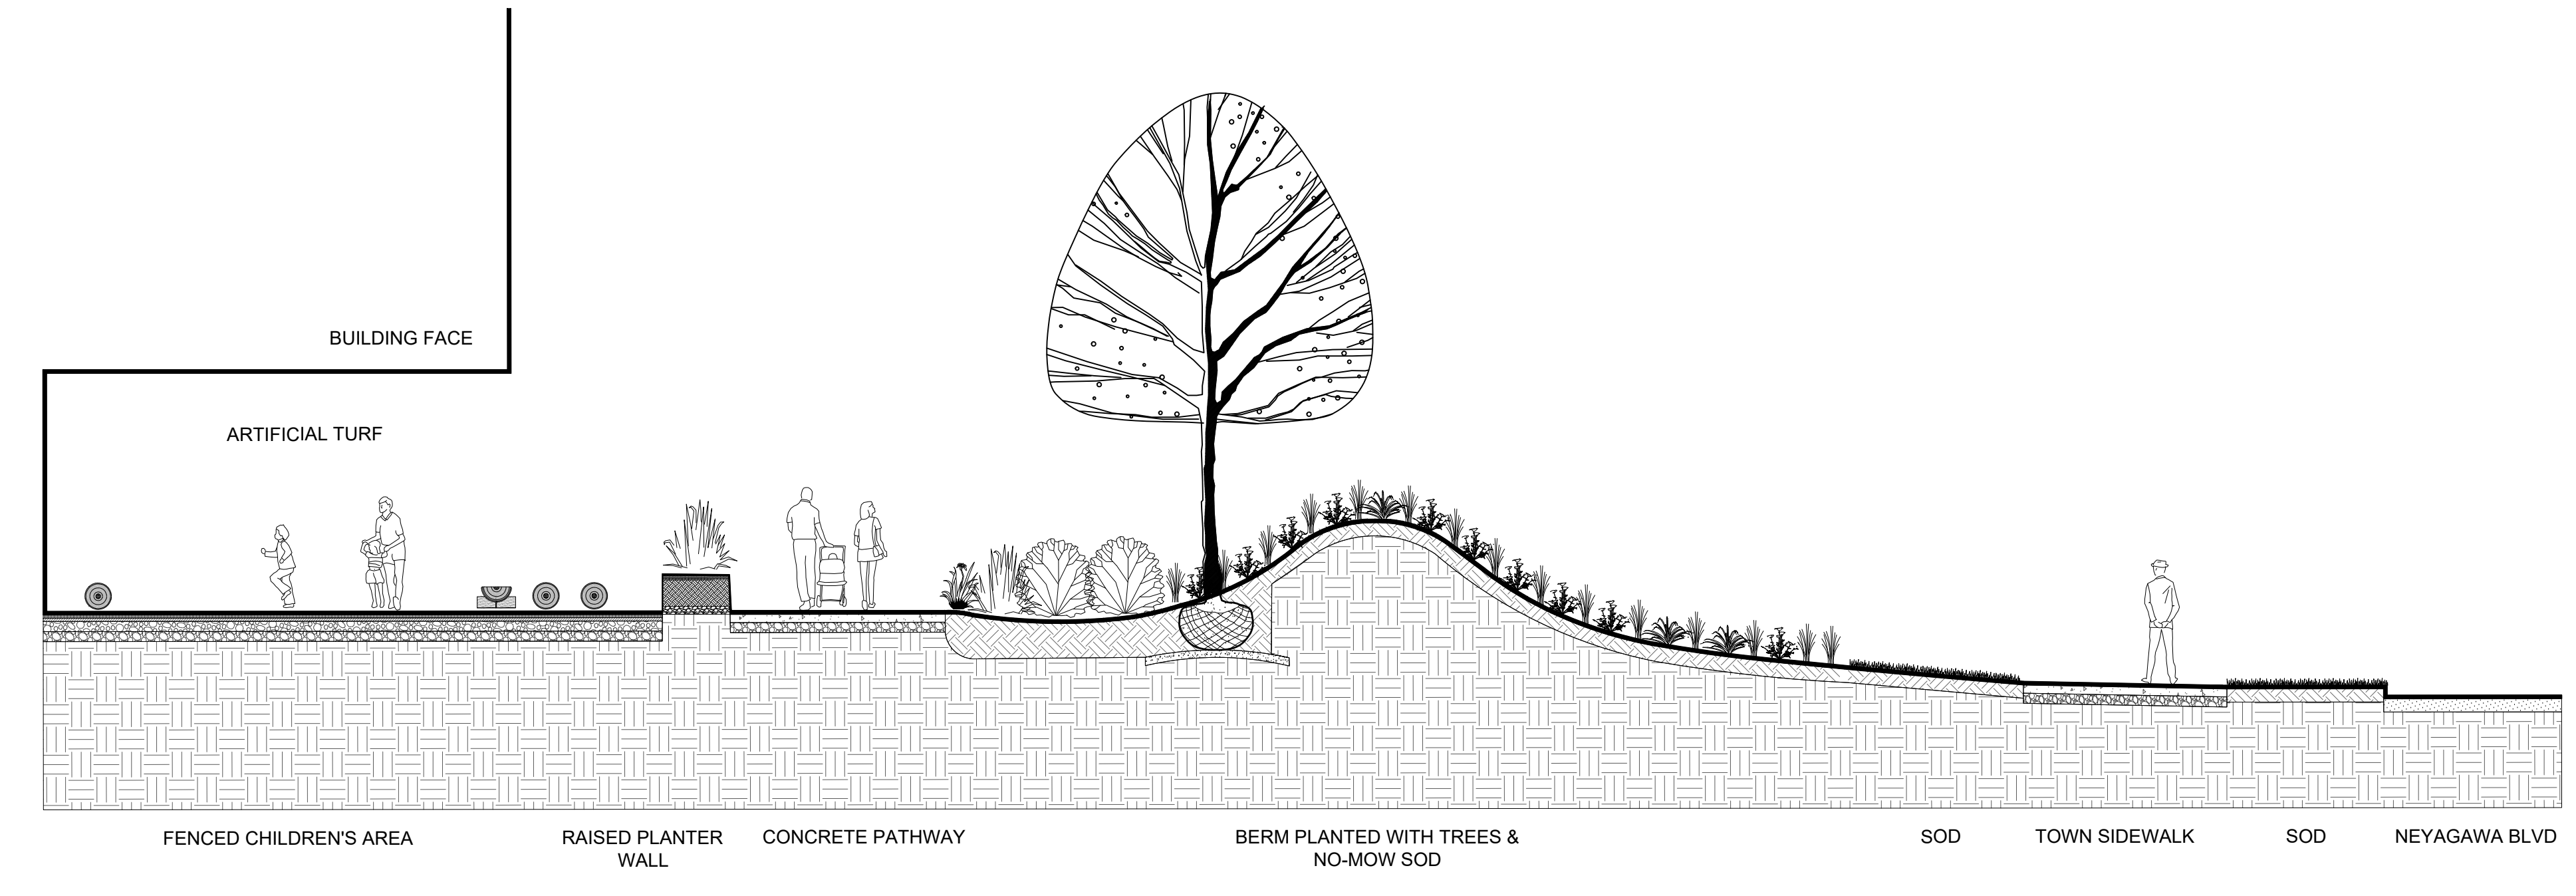 BUILDING FACE
ARTIFICIAL TURF
FENCED CHILDREN'S AREA
RAISED PLANTER
WALL
CONCRETE PATHWAY
BERM PLANTED WITH TREES &
NO-MOW SOD
SOD
TOWN SIDEWALK
SOD
NEYAGAWA BLVD